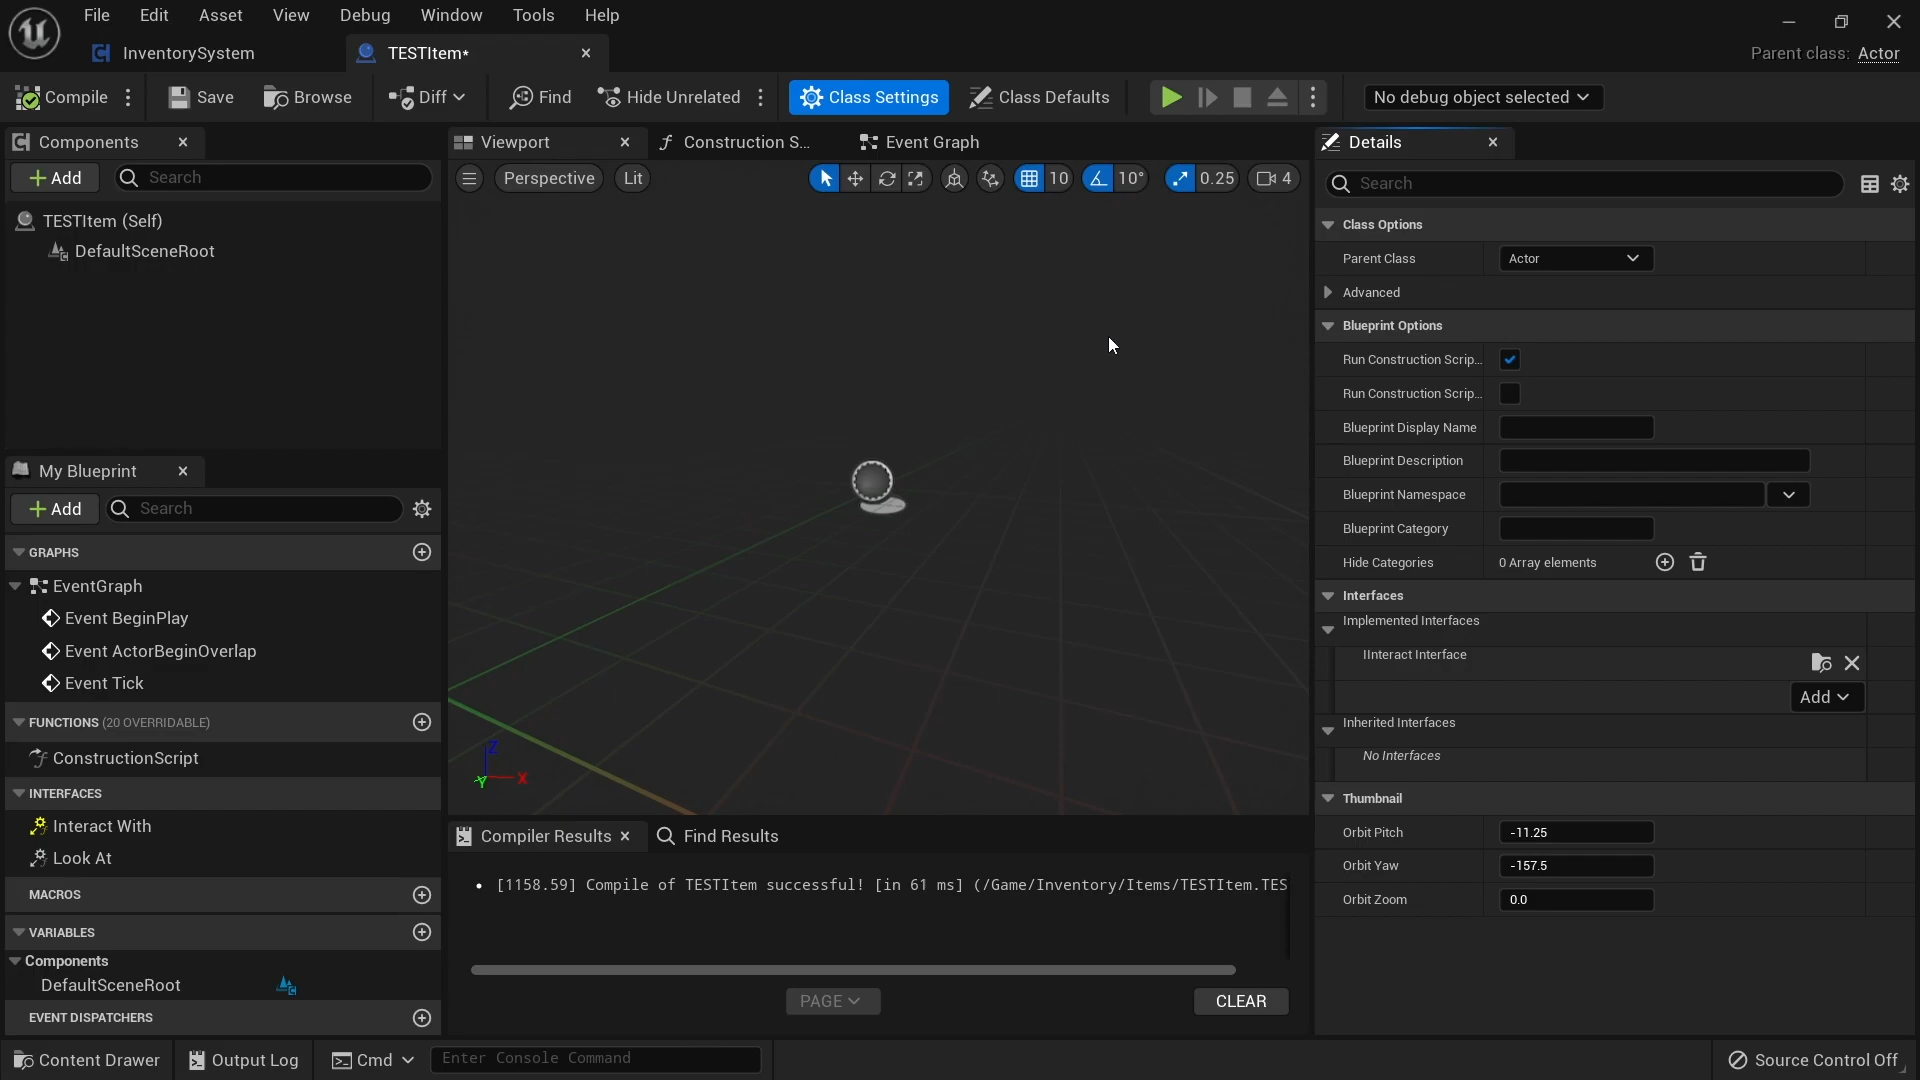 File Edit Asset View Debug Window Tools Help
InventorySystem TESTItem*
Parent class: Actor
Compile Save Browse Diff Find Hide Unrelated Class Settings Class Defaults No debug object selected
Components
Add Search
TESTItem (Self)
DefaultSceneRoot
My Blueprint
Add Search
GRAPHS
EventGraph
Event BeginPlay
Event ActorBeginOverlap
Event Tick
FUNCTIONS (20 OVERRIDABLE)
ConstructionScript
INTERFACES
Interact With
Look At
MACROS
VARIABLES
Components
DefaultSceneRoot
EVENT DISPATCHERS
Viewport Construction S... Event Graph
Perspective Lit 10 10° 0.25 4
Z
X
Y
Compiler Results Find Results
[1158.59] Compile of TESTItem successful! [in 61 ms] (/Game/Inventory/Items/TESTItem.TES
PAGE CLEAR
Details
Search
Class Options
Parent Class Actor
Advanced
Blueprint Options
Run Construction Scrip...
Run Construction Scrip...
Blueprint Display Name
Blueprint Description
Blueprint Namespace
Blueprint Category
Hide Categories 0 Array elements
Interfaces
Implemented Interfaces
IInteract Interface
Add
Inherited Interfaces
No Interfaces
Thumbnail
Orbit Pitch -11.25
Orbit Yaw -157.5
Orbit Zoom 0.0
Content Drawer Output Log Cmd Enter Console Command Source Control Off